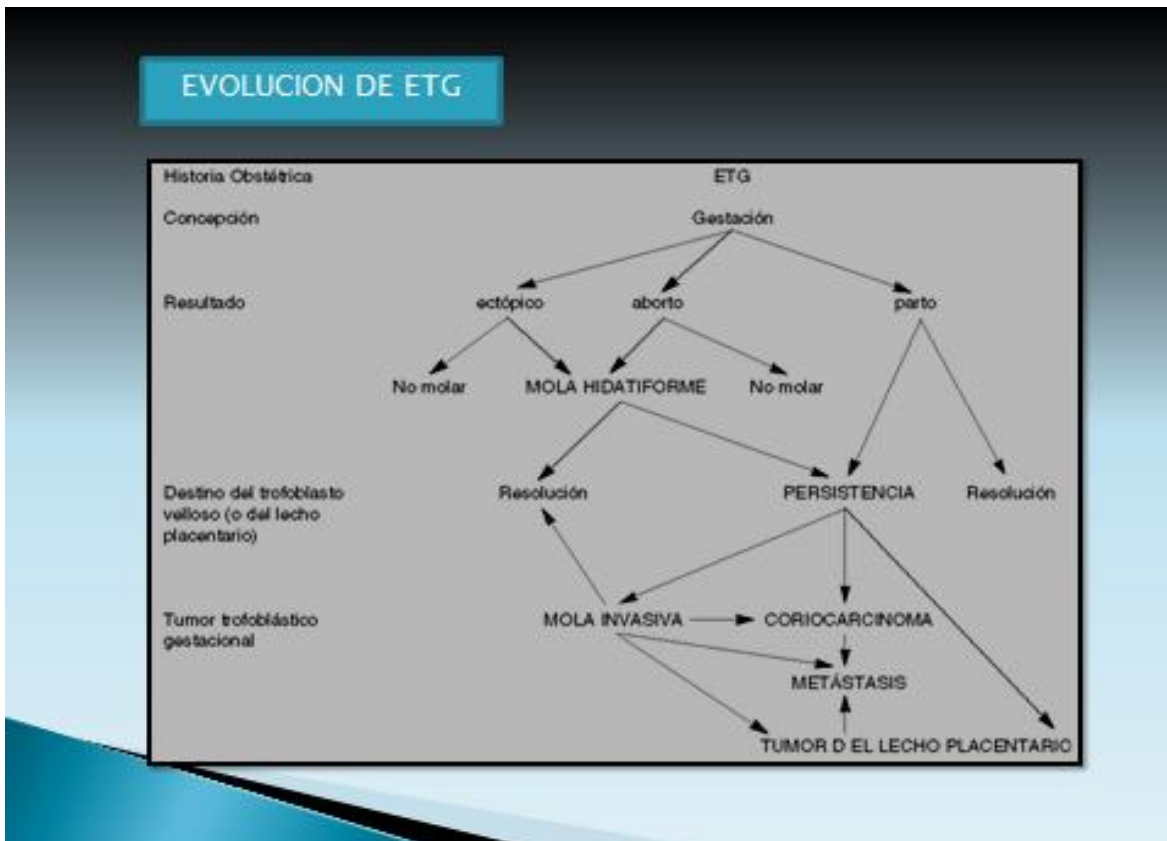 EVOLUCION DE ETG
Historia Obstétrica ETG
Concepción Gestación
Resultado ectópico aborto parto
No molar MOLA HIDATIFORME No molar
Destino del trofoblasto Resolución PERSISTENCIA Resolución
velloso (o del lecho
placentario)
Tumor trofoblástico MOLA INVASIVA CORIOCARCINOMA
gestacional
METÁSTASIS
TUMOR D EL LECHO PLACENTARIO